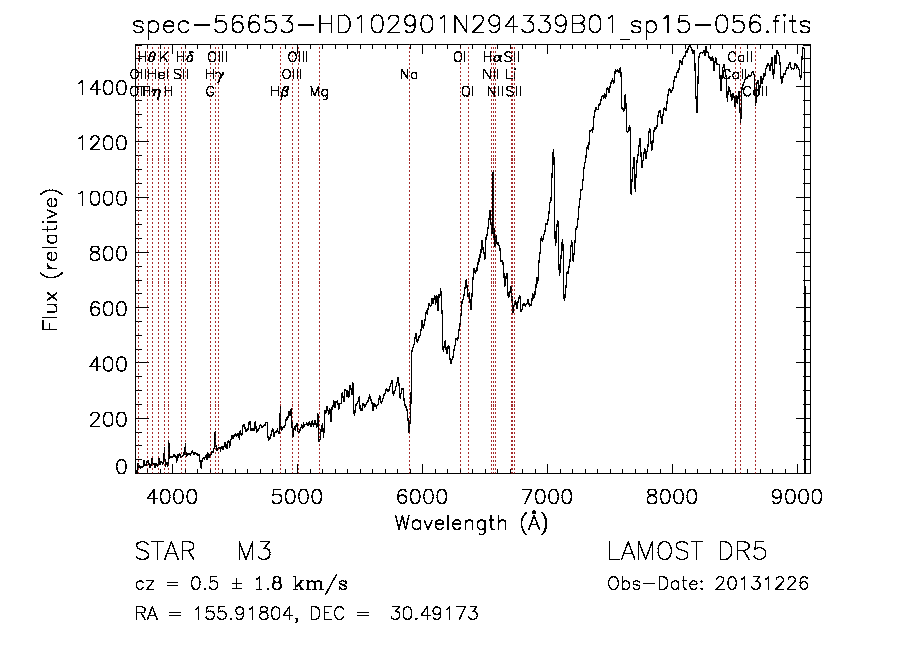 spec-56653-HD102901N294339B01_sp15-056.fits
Hθ K Hδ OIII OIII OI Hα SII CaII
OII HeI SII Hγ OIII Na NII Li CaII
OII Hη H G Hβ Mg OI NII SII CaII
1400
1200
1000
800
600
400
200
0
Flux (relative)
4000 5000 6000 7000 8000 9000
Wavelength (Å)
STAR M3 LAMOST DR5
cz = 0.5 ± 1.8 km/s Obs-Date: 20131226
RA = 155.91804, DEC = 30.49173